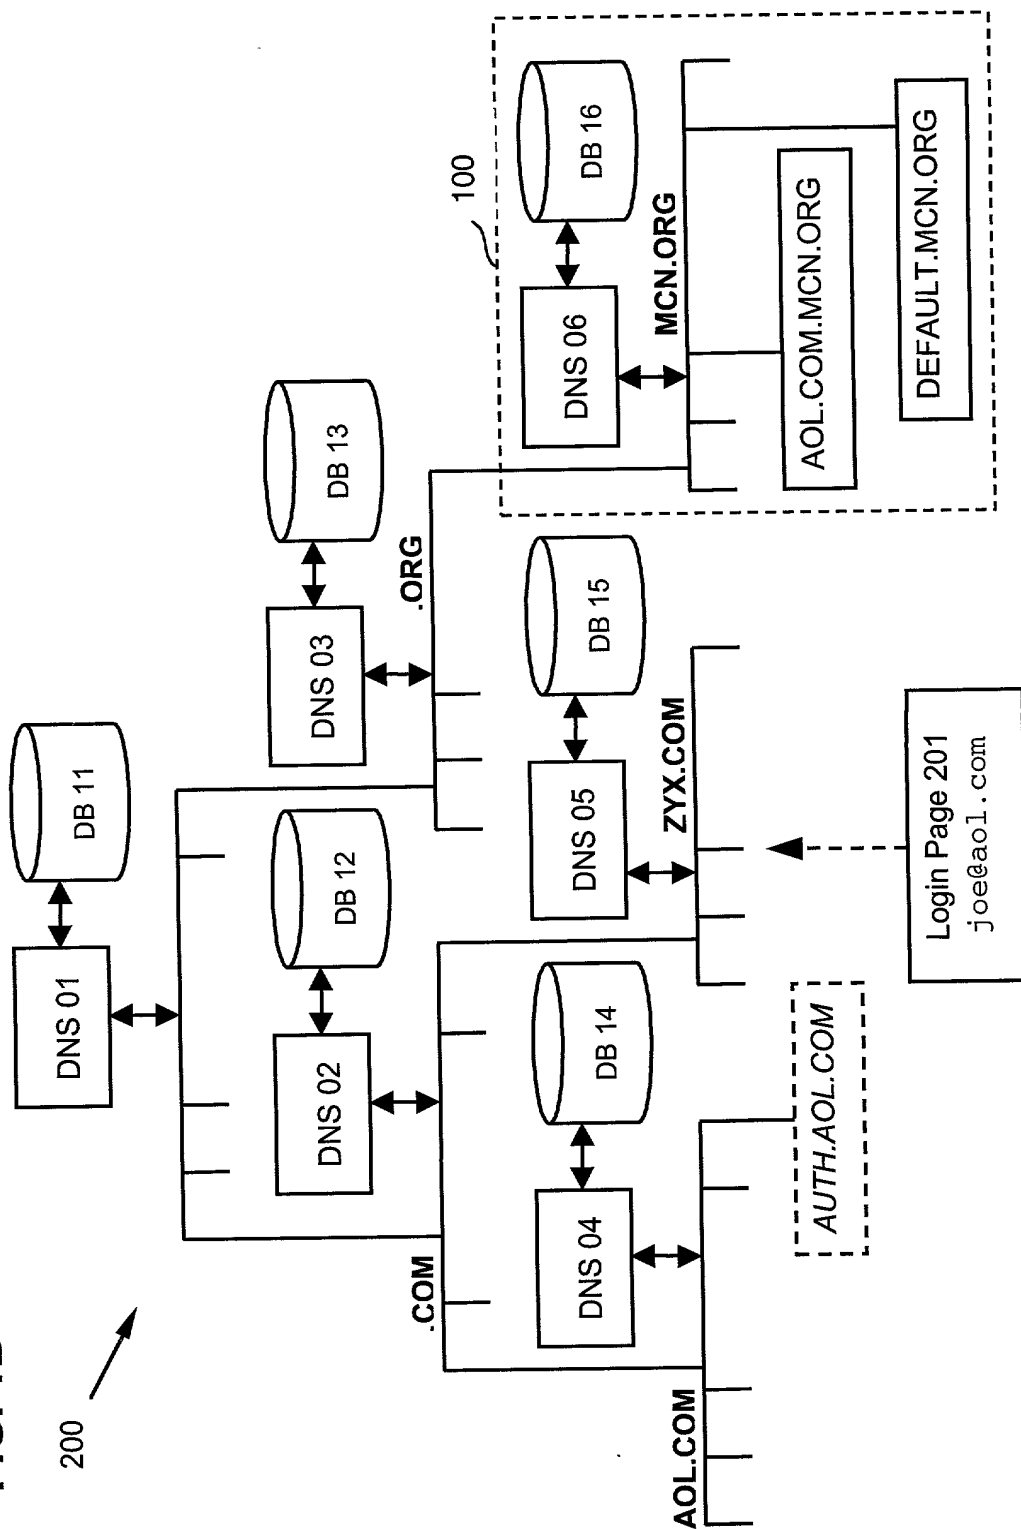 200
DNS 01
DB 11
.COM
DNS 02
DB 12
.ORG
DNS 03
DB 13
100
AOL.COM
DNS 04
DB 14
ZYX.COM
DNS 05
DB 15
MCN.ORG
DNS 06
DB 16
AUTH.AOL.COM
AOL.COM.MCN.ORG
DEFAULT.MCN.ORG
Login Page 201
joe@aol.com